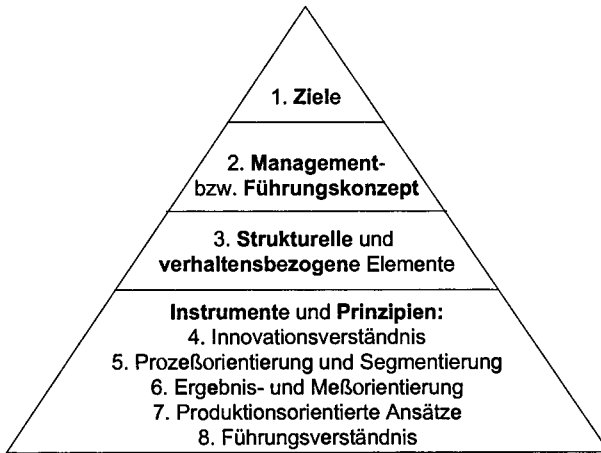 1. Ziele
2. Management-
bzw. Führungskonzept
3. Strukturelle und
verhaltensbezogene Elemente
Instrumente und Prinzipien:
4. Innovationsverständnis
5. Prozeßorientierung und Segmentierung
6. Ergebnis- und Meßorientierung
7. Produktionsorientierte Ansätze
8. Führungsverständnis